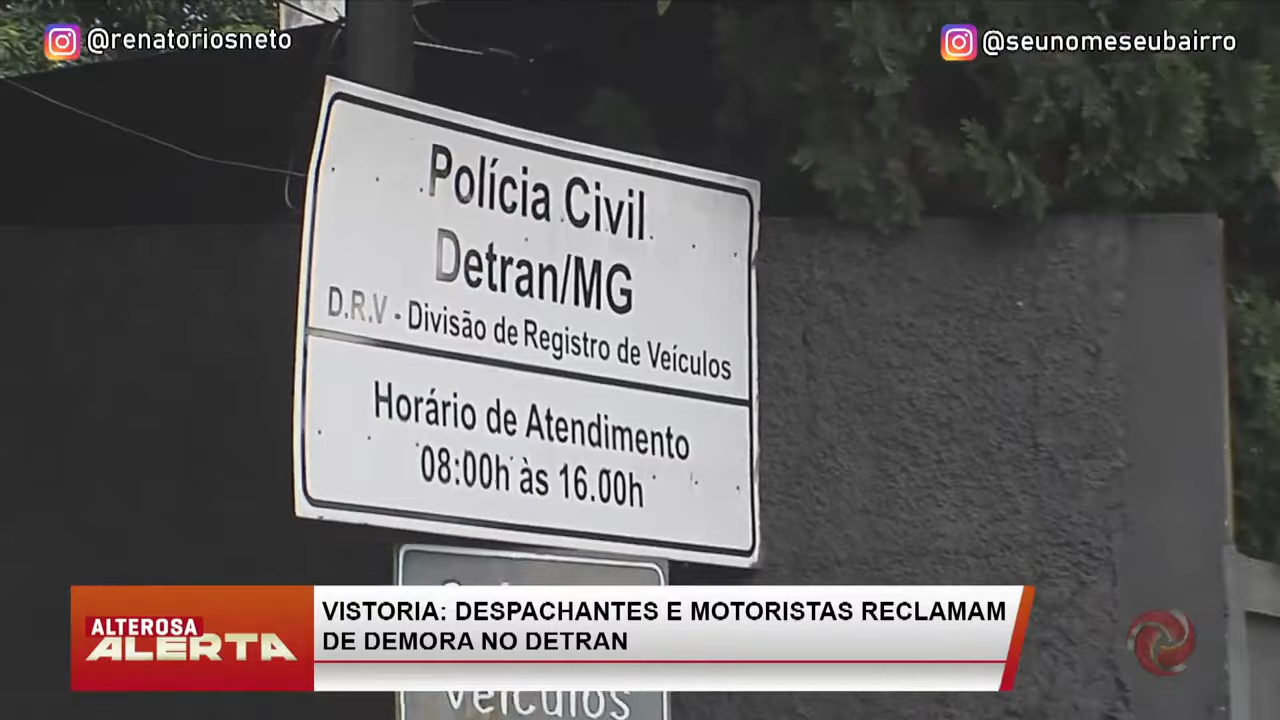 @renatoriosneto
@seunomeseubairro
Polícia Civil
Detran/MG
D.R.V - Divisão de Registro de Veículos
Horário de Atendimento
08:00h às 16.00h
Veículos
ALTEROSA
ALERTA
VISTORIA: DESPACHANTES E MOTORISTAS RECLAMAM
DE DEMORA NO DETRAN